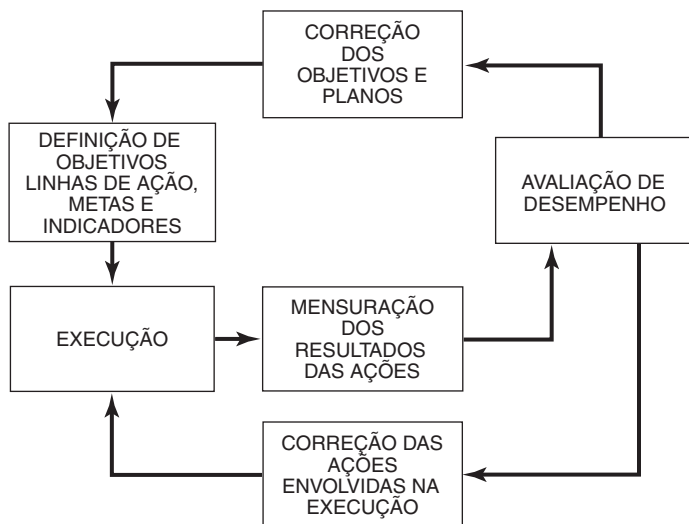 CORREÇÃO
DOS
OBJETIVOS E
PLANOS
DEFINIÇÃO DE
OBJETIVOS
LINHAS DE AÇÃO,
METAS E
INDICADORES
AVALIAÇÃO DE
DESEMPENHO
EXECUÇÃO
MENSURAÇÃO
DOS
RESULTADOS
DAS AÇÕES
CORREÇÃO DAS
AÇÕES
ENVOLVIDAS NA
EXECUÇÃO